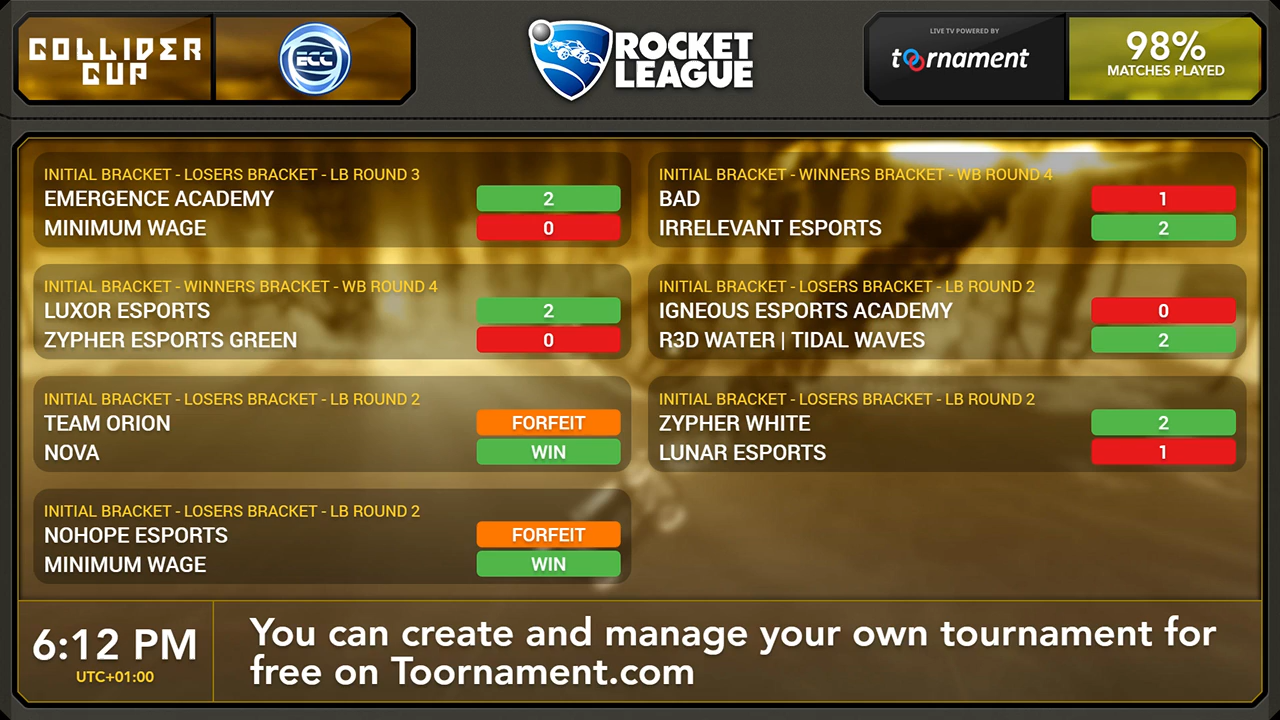 COLLIDER
CUP
ECC
ROCKET
LEAGUE
LIVE TV POWERED BY
toornament
98%
MATCHES PLAYED
INITIAL BRACKET - LOSERS BRACKET - LB ROUND 3
EMERGENCE ACADEMY 2
MINIMUM WAGE 0
INITIAL BRACKET - WINNERS BRACKET - WB ROUND 4
BAD 1
IRRELEVANT ESPORTS 2
INITIAL BRACKET - WINNERS BRACKET - WB ROUND 4
LUXOR ESPORTS 2
ZYPHER ESPORTS GREEN 0
INITIAL BRACKET - LOSERS BRACKET - LB ROUND 2
IGNEOUS ESPORTS ACADEMY 0
R3D WATER | TIDAL WAVES 2
INITIAL BRACKET - LOSERS BRACKET - LB ROUND 2
TEAM ORION FORFEIT
NOVA WIN
INITIAL BRACKET - LOSERS BRACKET - LB ROUND 2
ZYPHER WHITE 2
LUNAR ESPORTS 1
INITIAL BRACKET - LOSERS BRACKET - LB ROUND 2
NOHOPE ESPORTS FORFEIT
MINIMUM WAGE WIN
6:12 PM
UTC+01:00
You can create and manage your own tournament for
free on Toornament.com